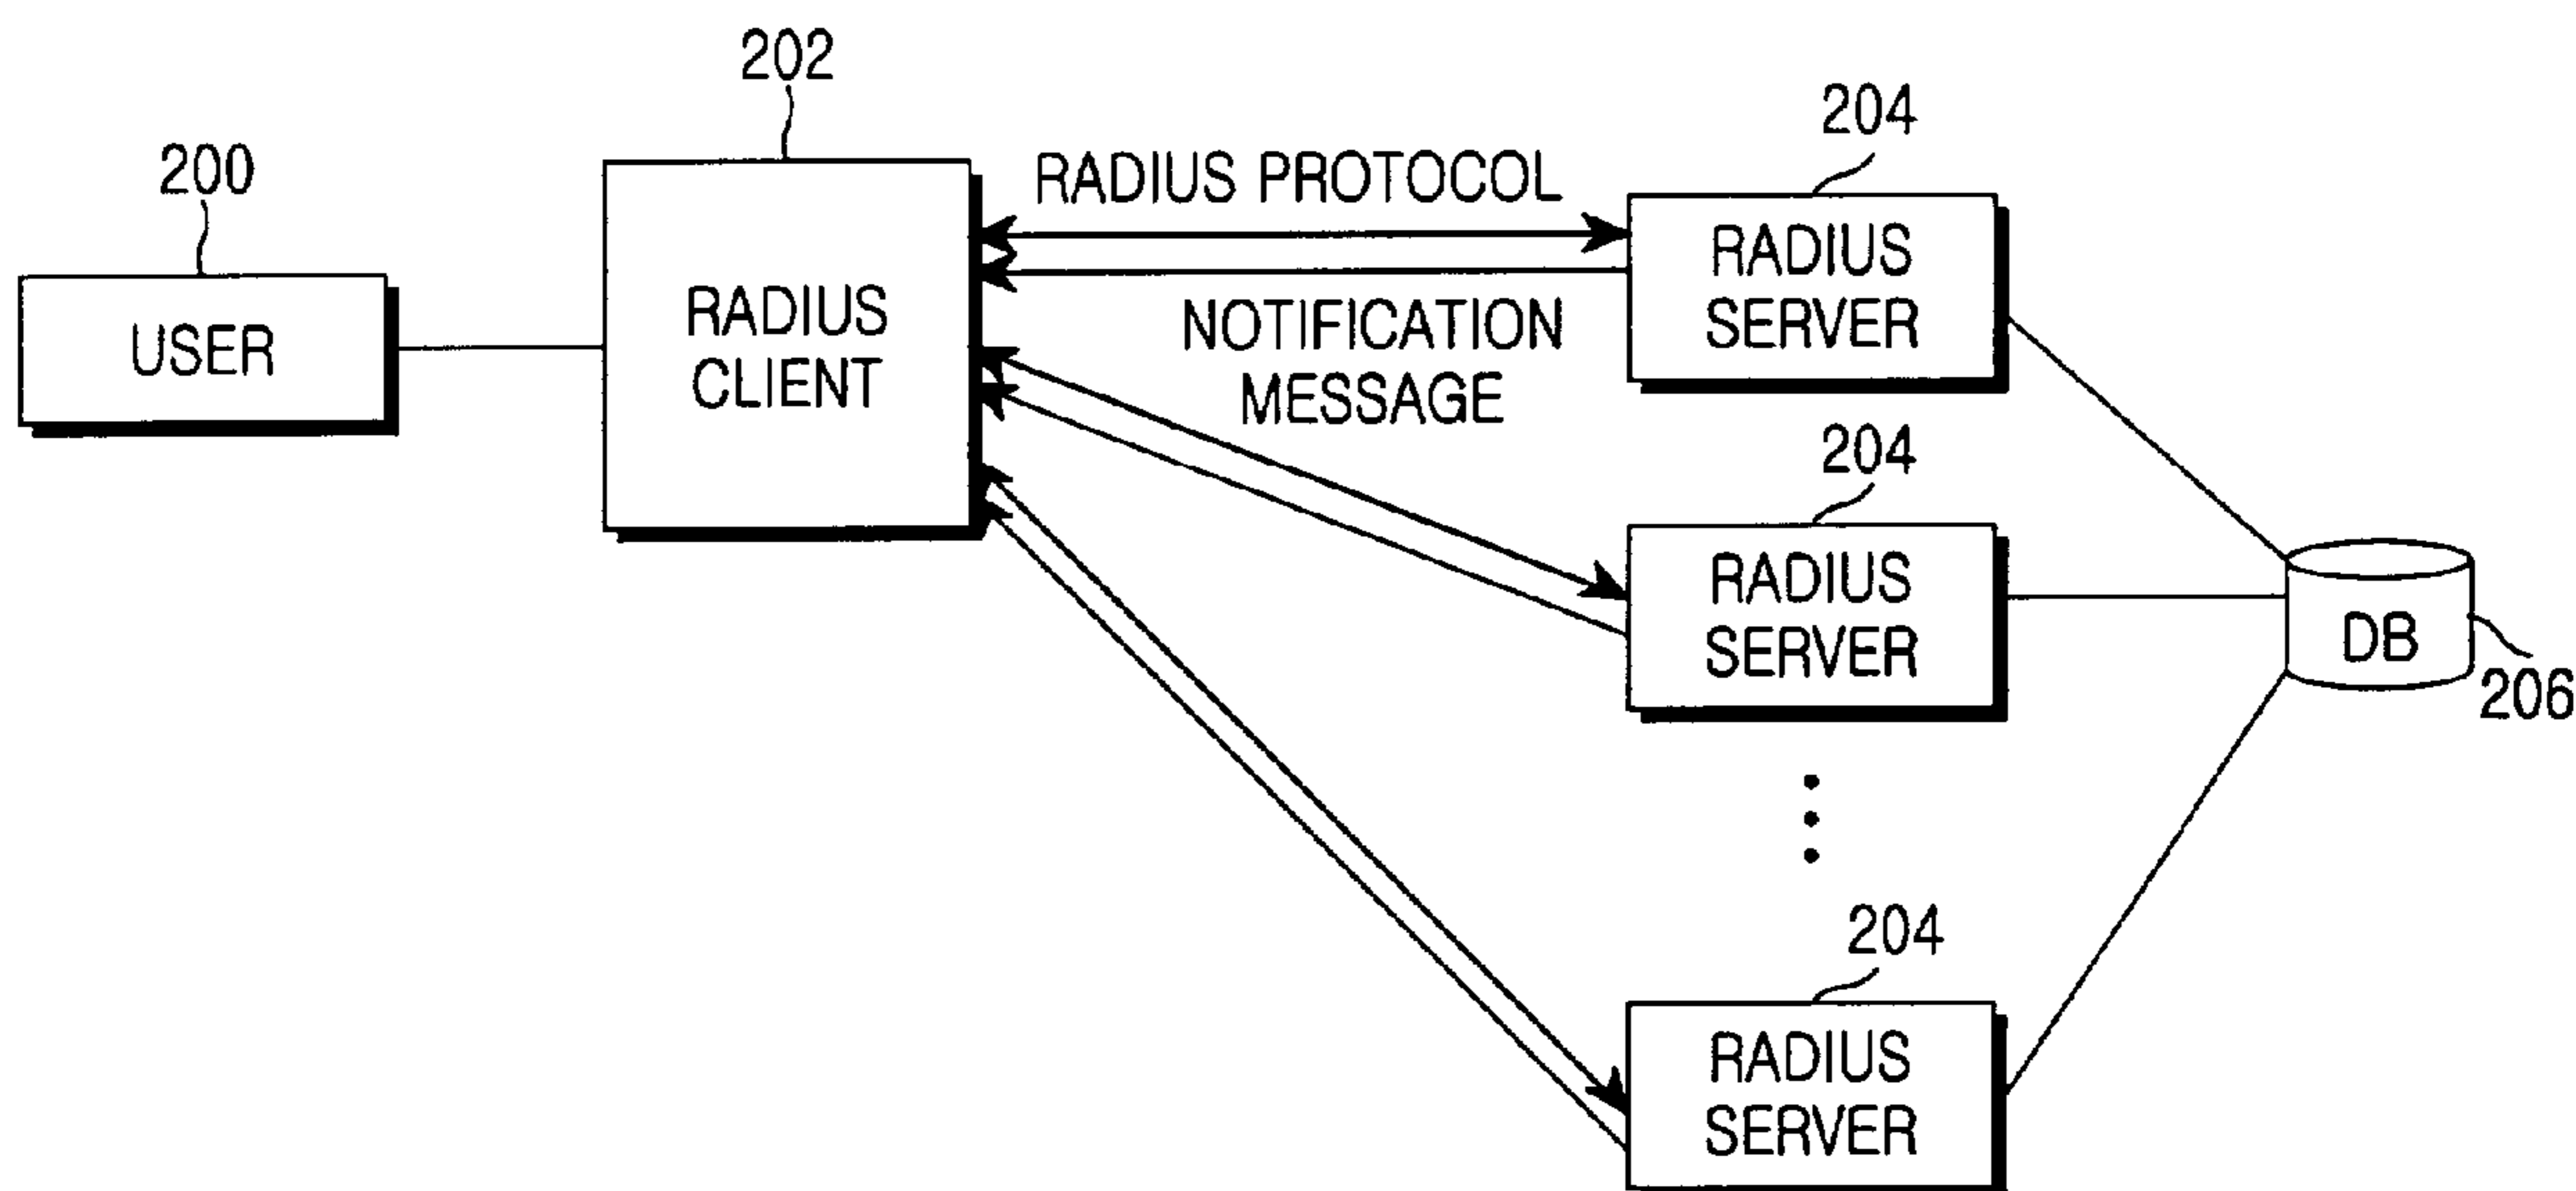 200
USER
202
RADIUS
CLIENT
RADIUS PROTOCOL
NOTIFICATION
MESSAGE
204
RADIUS
SERVER
204
RADIUS
SERVER
204
RADIUS
SERVER
DB
206